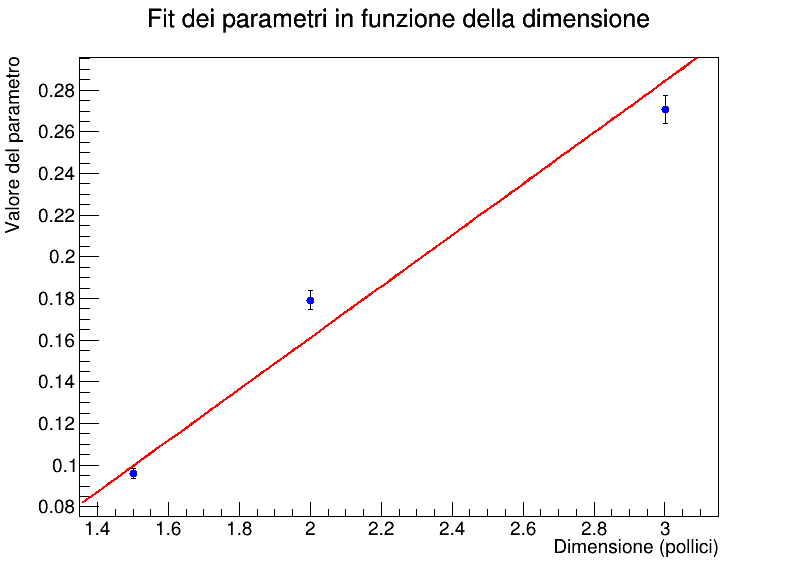 Fit dei parametri in funzione della dimensione
Valore del parametro
0.28
0.26
0.24
0.22
0.2
0.18
0.16
0.14
0.12
0.1
0.08
1.4 1.6 1.8 2 2.2 2.4 2.6 2.8 3
Dimensione (pollici)